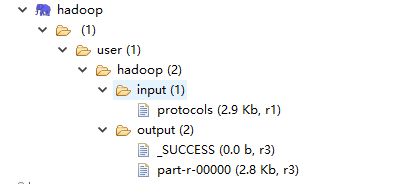 hadoop
(1)
user (1)
hadoop (2)
input (1)
protocols (2.9 Kb, r1)
output (2)
_SUCCESS (0.0 b, r3)
part-r-00000 (2.8 Kb, r3)